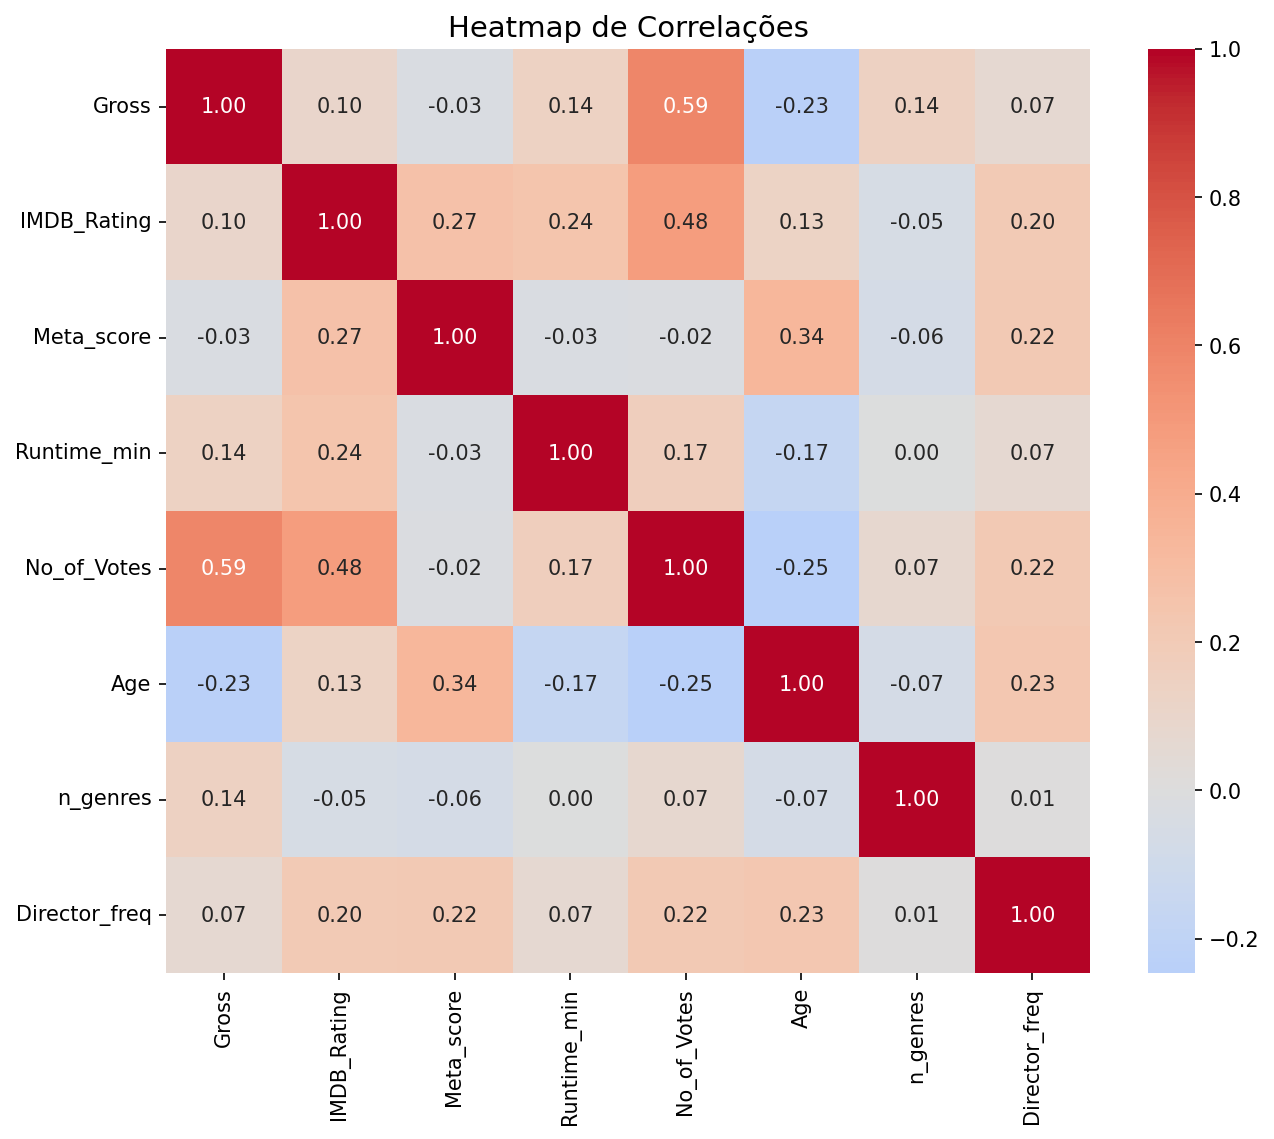 Heatmap de Correlações
Gross 1.00 0.10 -0.03 0.14 0.59 -0.23 0.14 0.07
IMDB_Rating 0.10 1.00 0.27 0.24 0.48 0.13 -0.05 0.20
Meta_score -0.03 0.27 1.00 -0.03 -0.02 0.34 -0.06 0.22
Runtime_min 0.14 0.24 -0.03 1.00 0.17 -0.17 0.00 0.07
No_of_Votes 0.59 0.48 -0.02 0.17 1.00 -0.25 0.07 0.22
Age -0.23 0.13 0.34 -0.17 -0.25 1.00 -0.07 0.23
n_genres 0.14 -0.05 -0.06 0.00 0.07 -0.07 1.00 0.01
Director_freq 0.07 0.20 0.22 0.07 0.22 0.23 0.01 1.00
Gross
IMDB_Rating
Meta_score
Runtime_min
No_of_Votes
Age
n_genres
Director_freq
1.0
0.8
0.6
0.4
0.2
0.0
−0.2